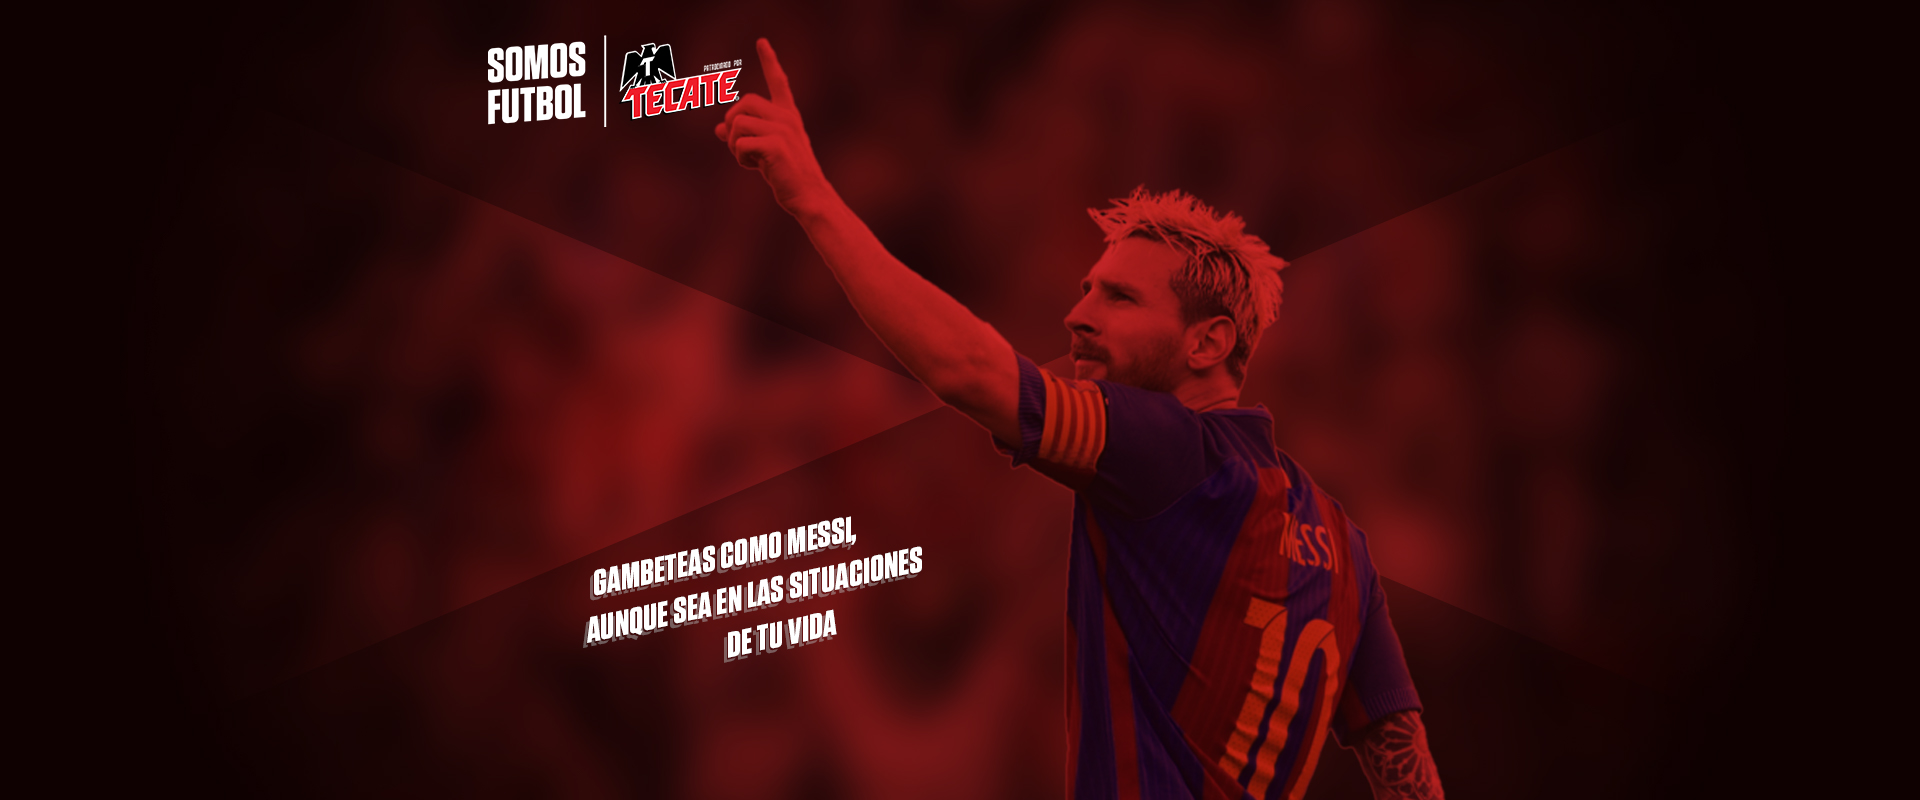 SOMOS
FUTBOL
PATROCINADO POR
T
TECATE
GAMBETEAS COMO MESSI,
AUNQUE SEA EN LAS SITUACIONES
DE TU VIDA
MESSI
10